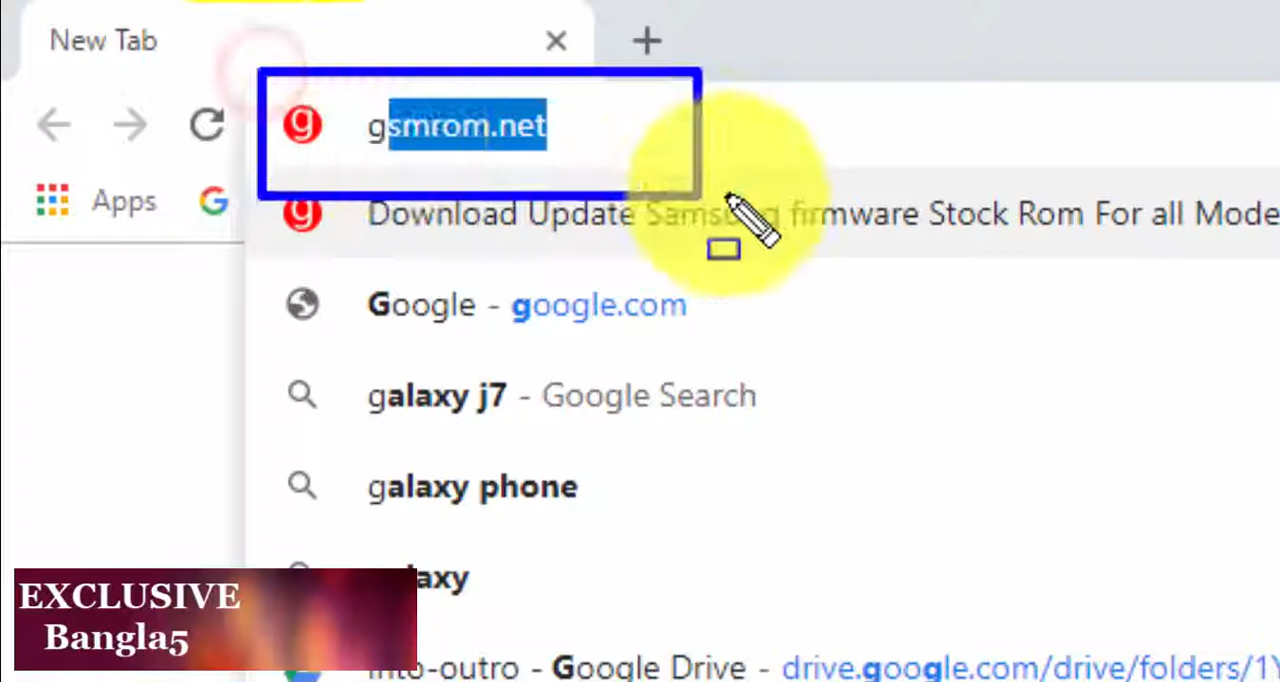 New Tab
gsmrom.net
Apps
Download Update Samsung firmware Stock Rom For all Mode
Google - google.com
galaxy j7 - Google Search
galaxy phone
EXCLUSIVE
Bangla5
- Google Drive - drive.google.com/drive/folders/1Y